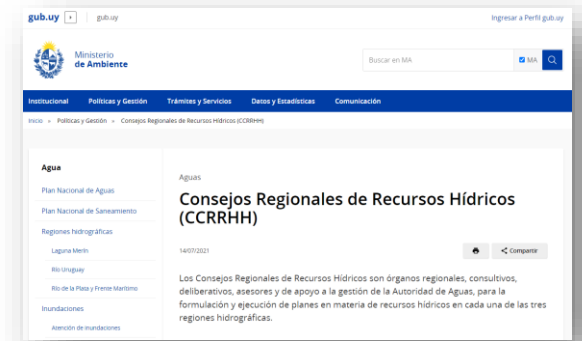 gub.uy gub.uy Ingresar a Perfil gub.uy
Ministerio
de Ambiente
Buscar en MA MA
Institucional Políticas y Gestión Trámites y Servicios Datos y Estadísticas Comunicación
Inicio » Políticas y Gestión » Consejos Regionales de Recursos Hídricos (CCRRHH)
Agua
Plan Nacional de Aguas
Plan Nacional de Saneamiento
Regiones hidrográficas
Laguna Merín
Río Uruguay
Río de la Plata y Frente Marítimo
Inundaciones
Atención de inundaciones
Aguas
Consejos Regionales de Recursos Hídricos
(CCRRHH)
14/07/2021 Compartir
Los Consejos Regionales de Recursos Hídricos son órganos regionales, consultivos,
deliberativos, asesores y de apoyo a la gestión de la Autoridad de Aguas, para la
formulación y ejecución de planes en materia de recursos hídricos en cada una de las tres
regiones hidrográficas.